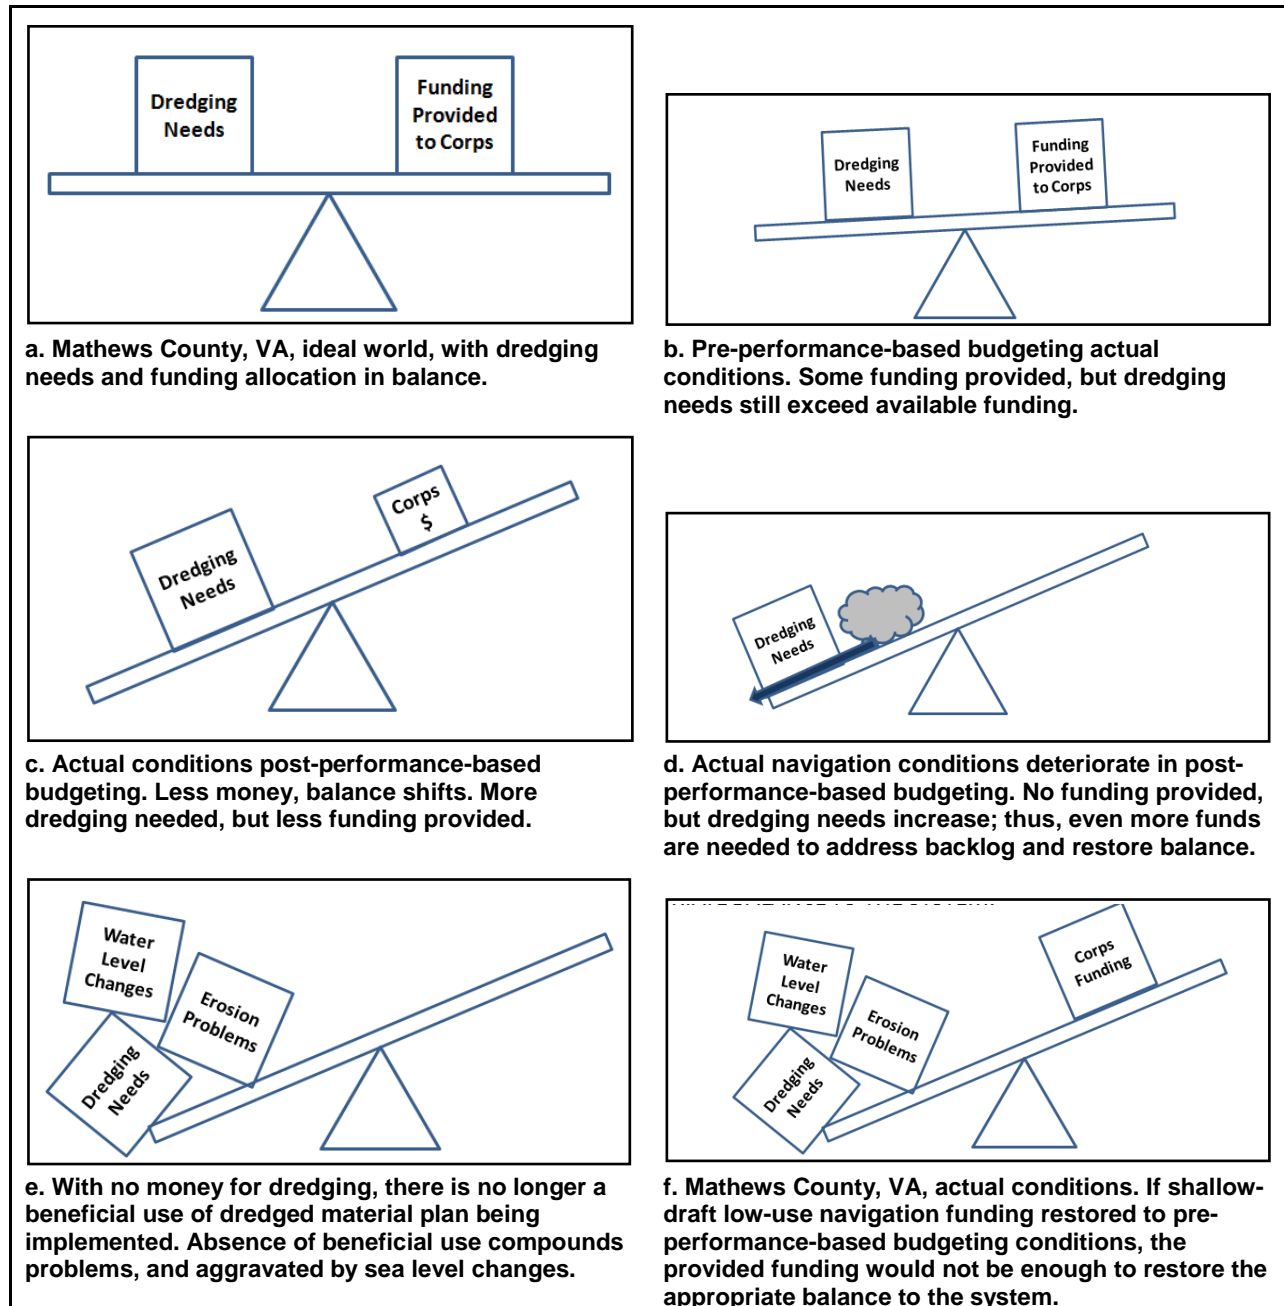 Dredging
Needs
Funding
Provided
to Corps
a. Mathews County, VA, ideal world, with dredging
needs and funding allocation in balance.
Dredging
Needs
Funding
Provided
to Corps
b. Pre-performance-based budgeting actual
conditions. Some funding provided, but dredging
needs still exceed available funding.
Dredging
Needs
Corps
$
c. Actual conditions post-performance-based
budgeting. Less money, balance shifts. More
dredging needed, but less funding provided.
Dredging
Needs
d. Actual navigation conditions deteriorate in post-
performance-based budgeting. No funding provided,
but dredging needs increase; thus, even more funds
are needed to address backlog and restore balance.
Water
Level
Changes
Erosion
Problems
Dredging
Needs
e. With no money for dredging, there is no longer a
beneficial use of dredged material plan being
implemented. Absence of beneficial use compounds
problems, and aggravated by sea level changes.
Water
Level
Changes
Erosion
Problems
Dredging
Needs
Corps
Funding
f. Mathews County, VA, actual conditions. If shallow-
draft low-use navigation funding restored to pre-
performance-based budgeting conditions, the
provided funding would not be enough to restore the
appropriate balance to the system.